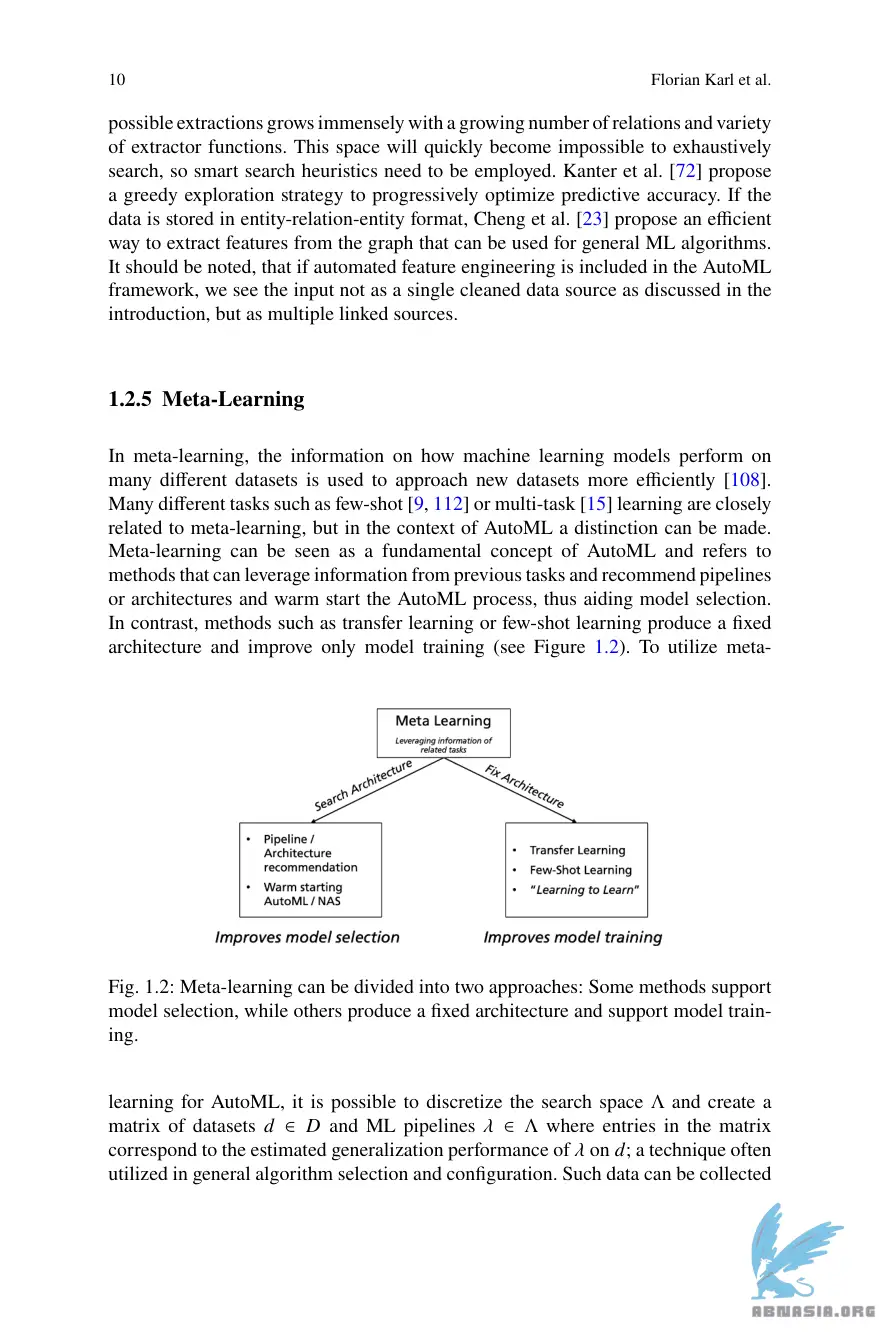 10 Florian Karl et al.
possible extractions grows immensely with a growing number of relations and variety
of extractor functions. This space will quickly become impossible to exhaustively
search, so smart search heuristics need to be employed. Kanter et al. [72] propose
a greedy exploration strategy to progressively optimize predictive accuracy. If the
data is stored in entity-relation-entity format, Cheng et al. [23] propose an efficient
way to extract features from the graph that can be used for general ML algorithms.
It should be noted, that if automated feature engineering is included in the AutoML
framework, we see the input not as a single cleaned data source as discussed in the
introduction, but as multiple linked sources.
1.2.5 Meta-Learning
In meta-learning, the information on how machine learning models perform on
many different datasets is used to approach new datasets more efficiently [108].
Many different tasks such as few-shot [9, 112] or multi-task [15] learning are closely
related to meta-learning, but in the context of AutoML a distinction can be made.
Meta-learning can be seen as a fundamental concept of AutoML and refers to
methods that can leverage information from previous tasks and recommend pipelines
or architectures and warm start the AutoML process, thus aiding model selection.
In contrast, methods such as transfer learning or few-shot learning produce a fixed
architecture and improve only model training (see Figure 1.2). To utilize meta-
Meta Learning
Leveraging information of
related tasks
Search Architecture
Fix Architecture
• Pipeline /
Architecture
recommendation
• Warm starting
AutoML / NAS
• Transfer Learning
• Few-Shot Learning
• "Learning to Learn"
Improves model selection
Improves model training
Fig. 1.2: Meta-learning can be divided into two approaches: Some methods support
model selection, while others produce a fixed architecture and support model train-
ing.
learning for AutoML, it is possible to discretize the search space Λ and create a
matrix of datasets d ∈ D and ML pipelines λ ∈ Λ where entries in the matrix
correspond to the estimated generalization performance of λ on d; a technique often
utilized in general algorithm selection and configuration. Such data can be collected
ABNASIA.ORG